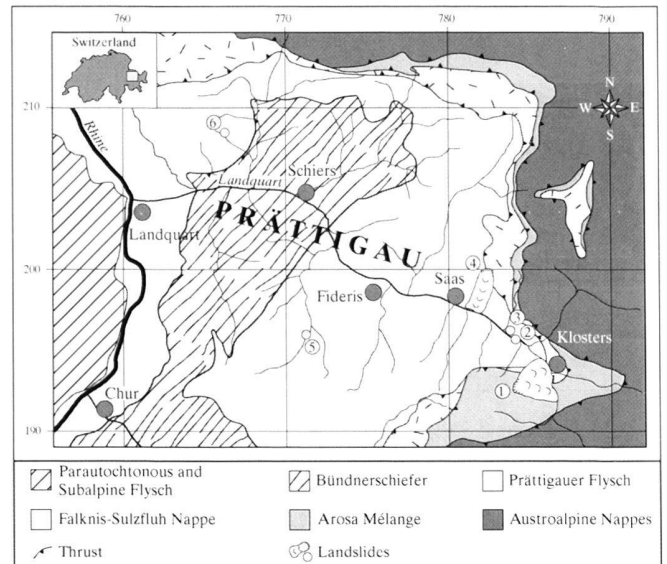 760 770 780 790
Switzerland
N
W E
S
210
200
190
Rhine
⑥
Schiers
Landquart
Landquart
PRÄTTIGAU
④
Saas
Fideris
③
②
Klosters
⑤
①
Chur
Parautochtonous and
Subalpine Flysch
Bündnerschiefer
Prättigauer Flysch
Falknis-Sulzfluh Nappe
Arosa Mélange
Austroalpine Nappes
Thrust
Landslides